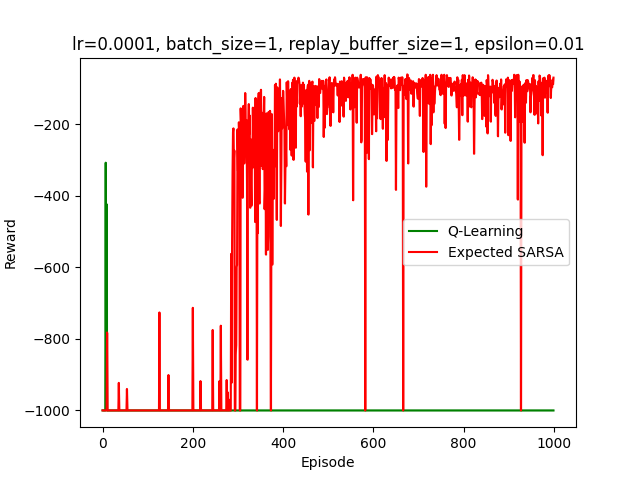 lr=0.0001, batch_size=1, replay_buffer_size=1, epsilon=0.01
−200
−400
−600
−800
−1000
Reward
Q-Learning
Expected SARSA
0
200
400
600
800
1000
Episode